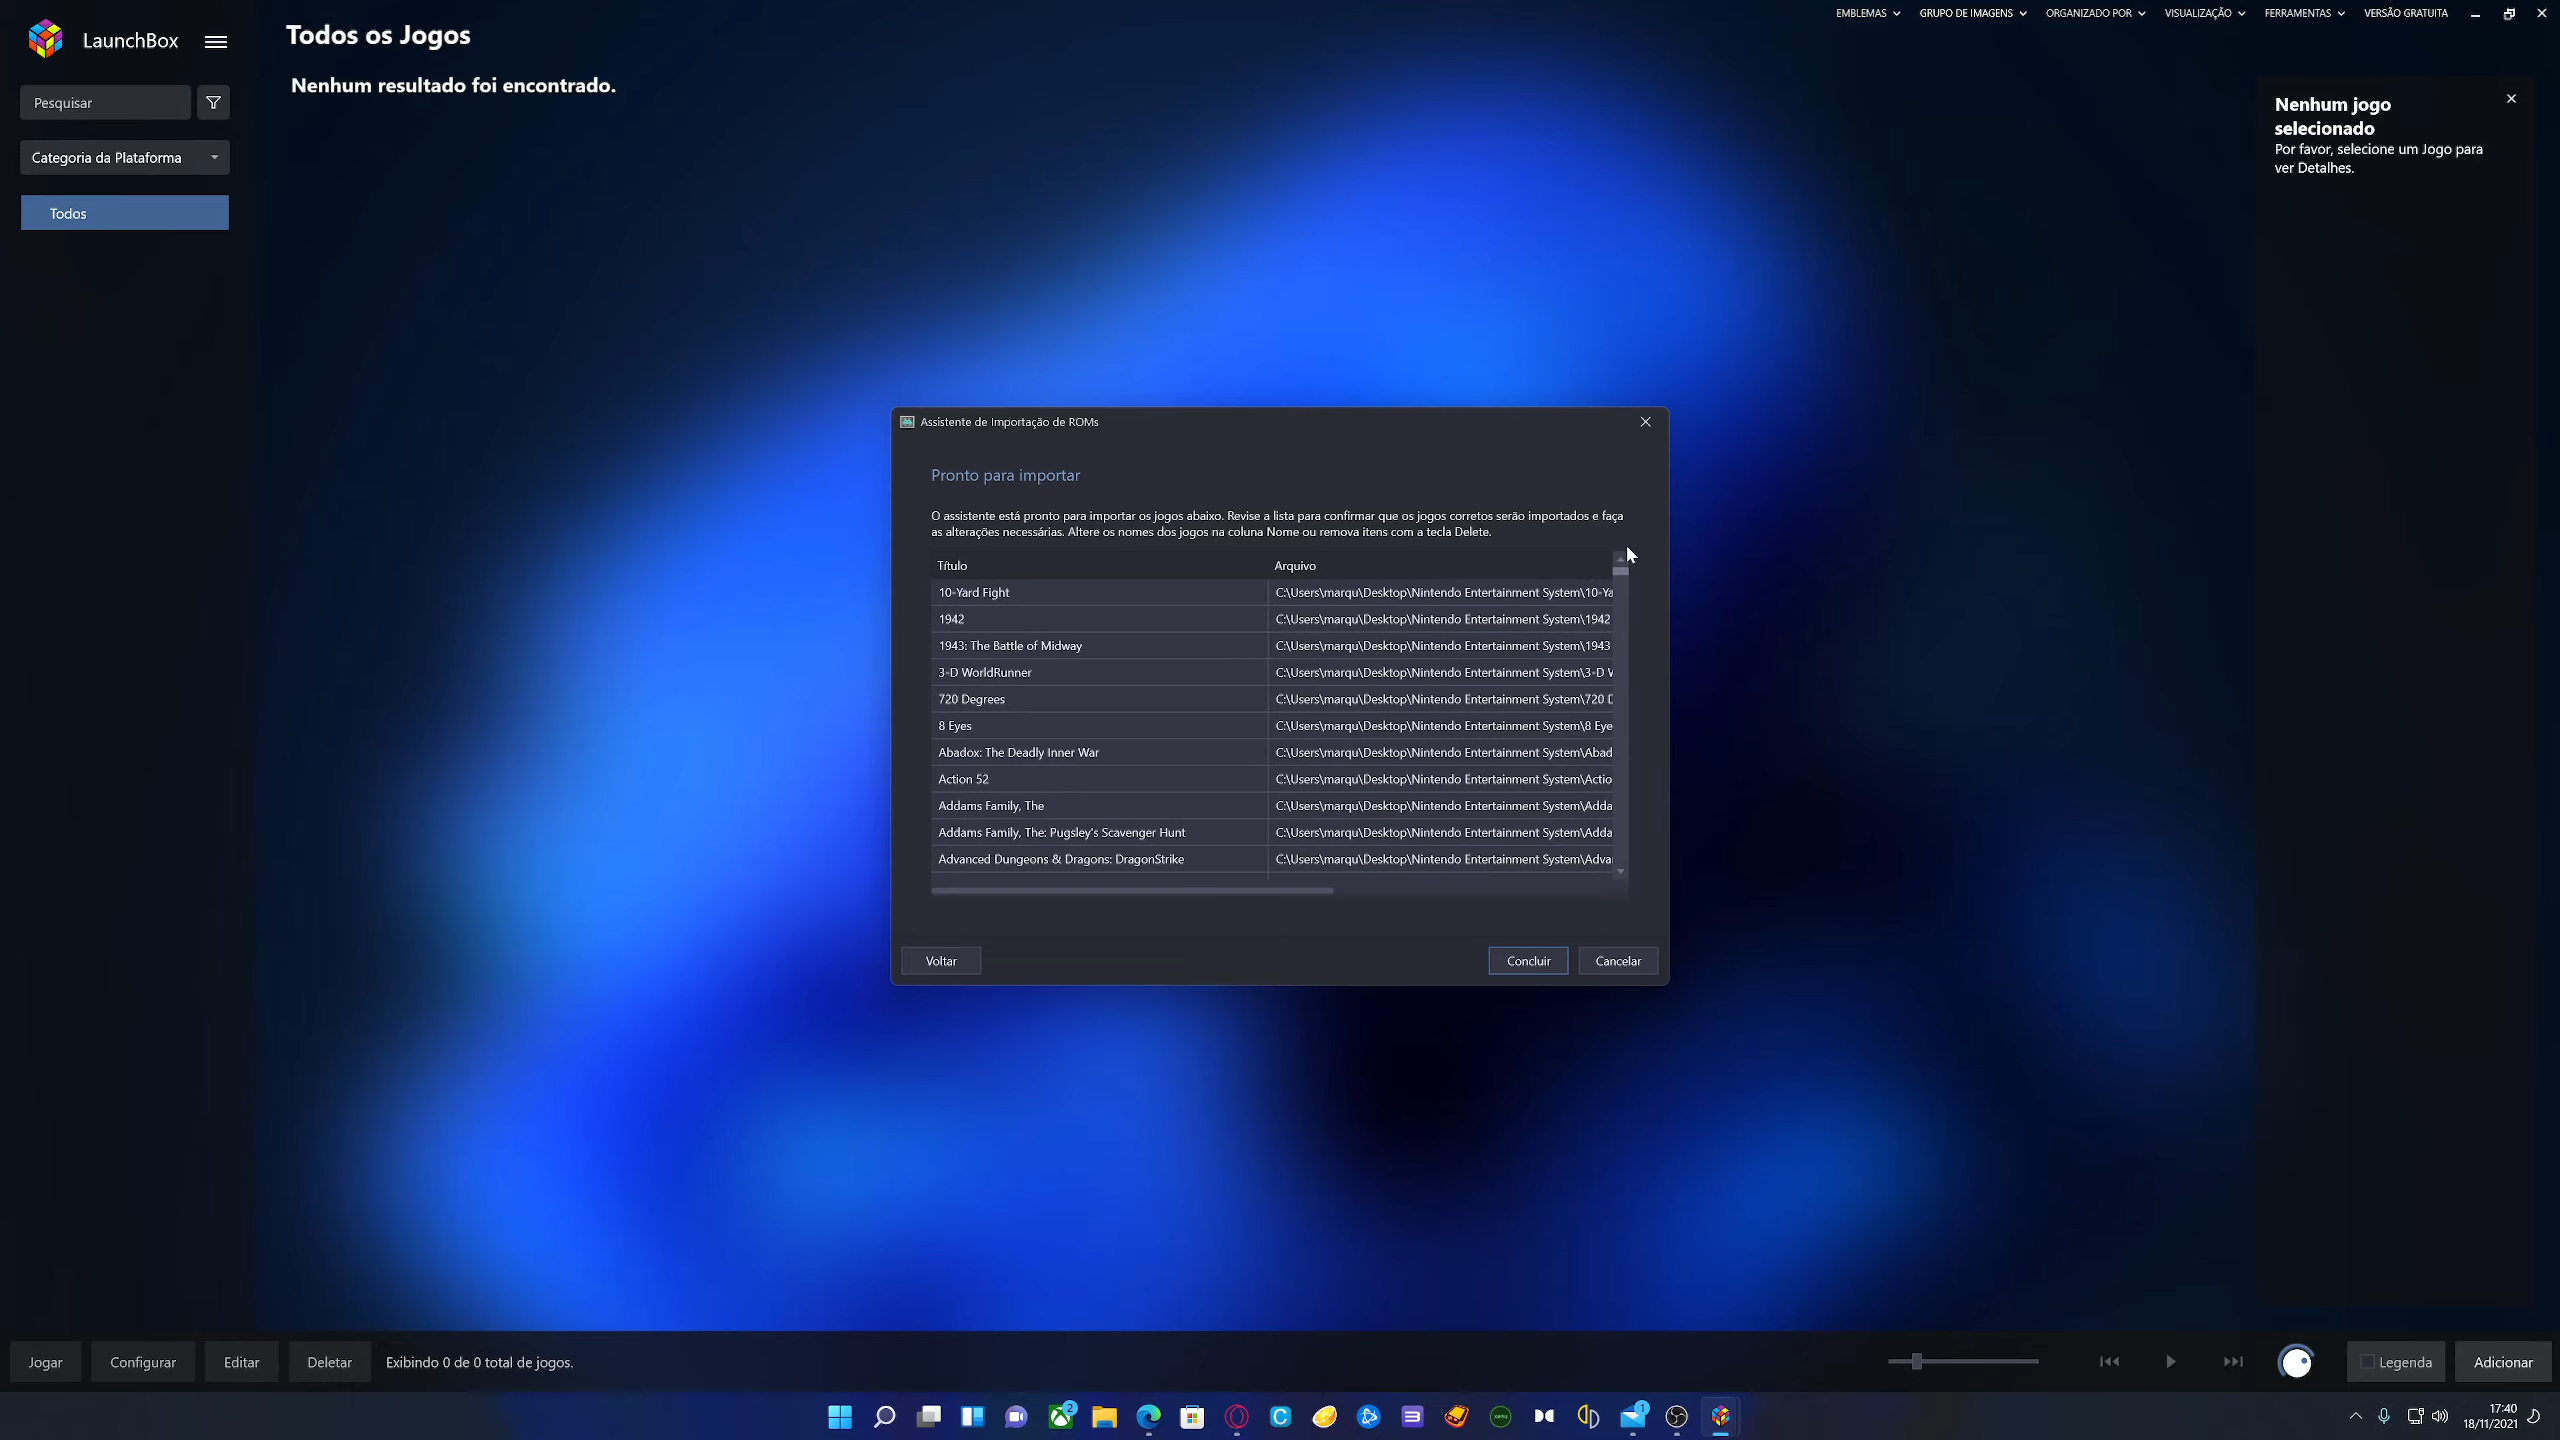 LaunchBox
Todos os Jogos
EMBLEMAS
GRUPO DE IMAGENS
ORGANIZADO POR
VISUALIZAÇÃO
FERRAMENTAS
VERSÃO GRATUITA
Nenhum resultado foi encontrado.
Pesquisar
Categoria da Plataforma
Todos
Nenhum jogo
selecionado
Por favor, selecione um Jogo para
ver Detalhes.
Assistente de Importação de ROMs
Pronto para importar
O assistente está pronto para importar os jogos abaixo. Revise a lista para confirmar que os jogos corretos serão importados e faça
as alterações necessárias. Altere os nomes dos jogos na coluna Nome ou remova itens com a tecla Delete.
Título Arquivo
10-Yard Fight C:\Users\marqu\Desktop\Nintendo Entertainment System\10-Ya
1942 C:\Users\marqu\Desktop\Nintendo Entertainment System\1942
1943: The Battle of Midway C:\Users\marqu\Desktop\Nintendo Entertainment System\1943
3-D WorldRunner C:\Users\marqu\Desktop\Nintendo Entertainment System\3-D W
720 Degrees C:\Users\marqu\Desktop\Nintendo Entertainment System\720 D
8 Eyes C:\Users\marqu\Desktop\Nintendo Entertainment System\8 Eye
Abadox: The Deadly Inner War C:\Users\marqu\Desktop\Nintendo Entertainment System\Abad
Action 52 C:\Users\marqu\Desktop\Nintendo Entertainment System\Actio
Addams Family, The C:\Users\marqu\Desktop\Nintendo Entertainment System\Adda
Addams Family, The: Pugsley's Scavenger Hunt C:\Users\marqu\Desktop\Nintendo Entertainment System\Adda
Advanced Dungeons & Dragons: DragonStrike C:\Users\marqu\Desktop\Nintendo Entertainment System\Advan
Voltar
Concluir
Cancelar
Jogar
Configurar
Editar
Deletar
Exibindo 0 de 0 total de jogos.
Legenda
Adicionar
2
1
17:40
18/11/2021